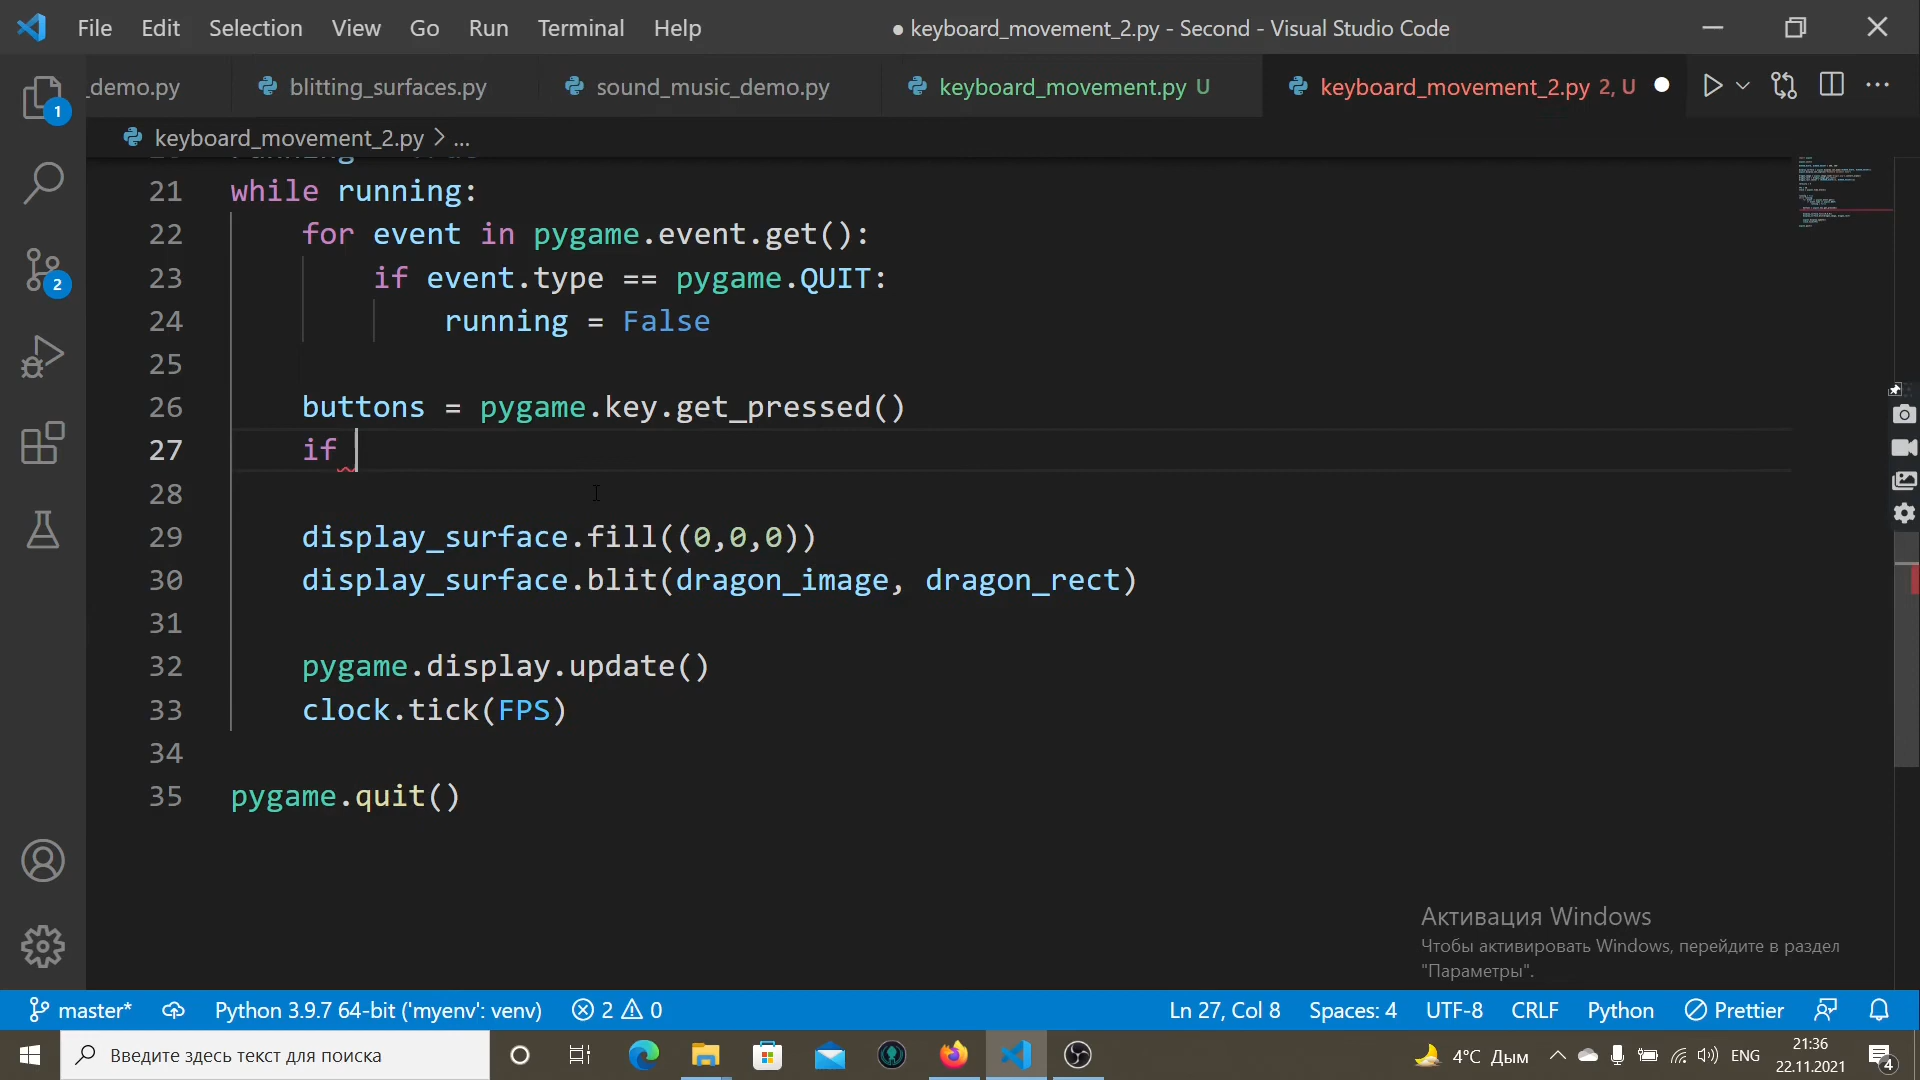 File Edit Selection View Go Run Terminal Help
● keyboard_movement_2.py - Second - Visual Studio Code
_demo.py
blitting_surfaces.py
sound_music_demo.py
keyboard_movement.py U
keyboard_movement_2.py 2, U
keyboard_movement_2.py > ...
21 while running:
22 for event in pygame.event.get():
23 if event.type == pygame.QUIT:
24 running = False
25
26 buttons = pygame.key.get_pressed()
27 if
28
29 display_surface.fill((0,0,0))
30 display_surface.blit(dragon_image, dragon_rect)
31
32 pygame.display.update()
33 clock.tick(FPS)
34
35 pygame.quit()
1
2
Активация Windows
Чтобы активировать Windows, перейдите в раздел
"Параметры".
master* Python 3.9.7 64-bit ('myenv': venv) 2 0
Ln 27, Col 8 Spaces: 4 UTF-8 CRLF Python Prettier
Введите здесь текст для поиска
4°C Дым
ENG
21:36
22.11.2021
4